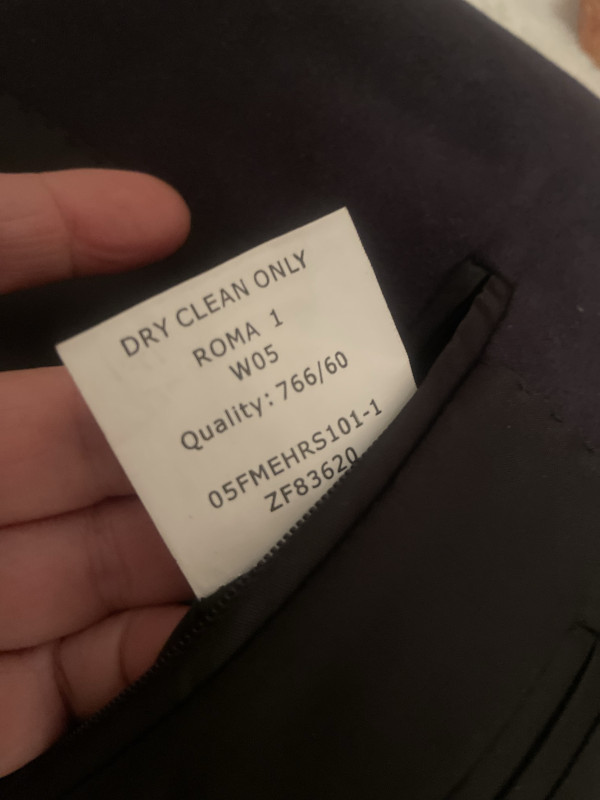 DRY CLEAN ONLY
ROMA 1
W05
Quality: 766/60
05FMEHRS101-1
ZF83620